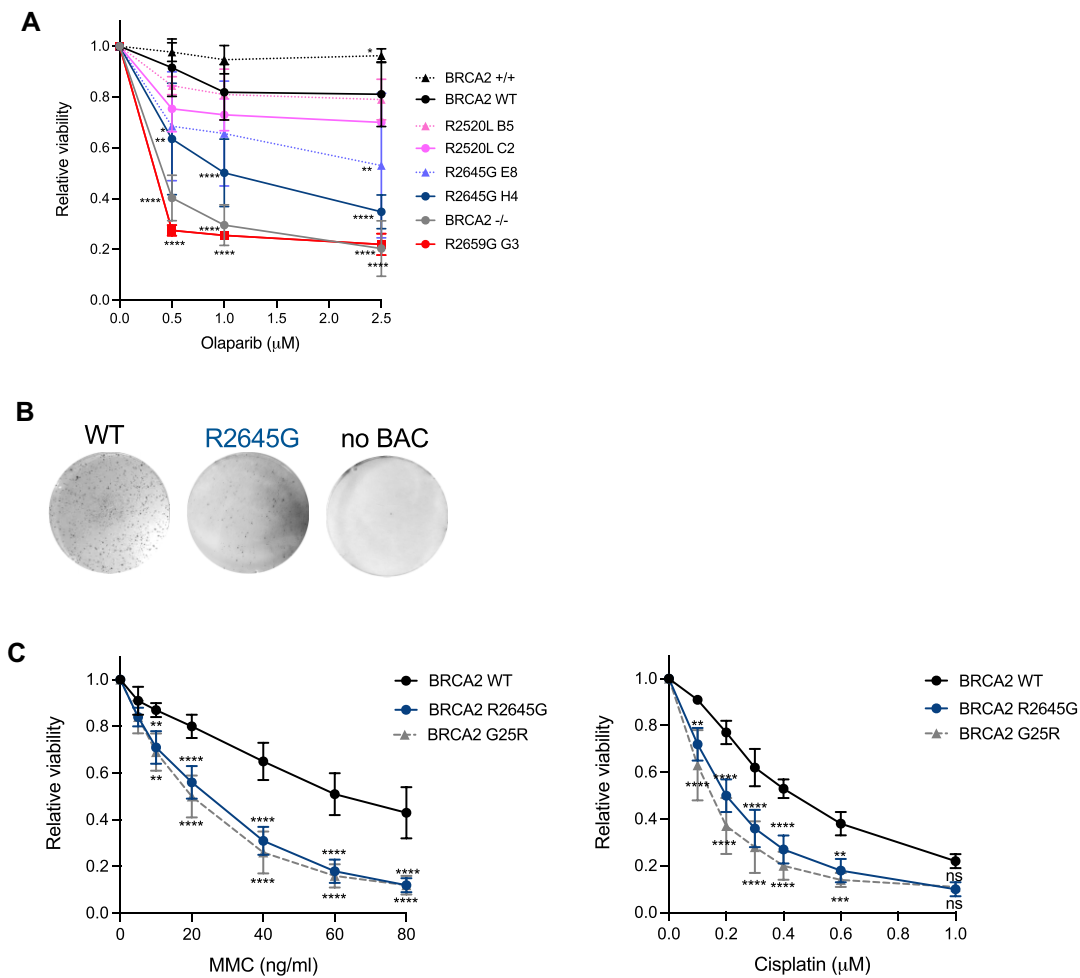 A
1.0
0.8
0.6
0.4
0.2
0.0
Relative viability
0.0 0.5 1.0 1.5 2.0 2.5
Olaparib (μM)
*
*
**
****
****
**
****
****
****
****
****
****
BRCA2 +/+
BRCA2 WT
R2520L B5
R2520L C2
R2645G E8
R2645G H4
BRCA2 -/-
R2659G G3
B
WT R2645G no BAC
C
1.0
0.8
0.6
0.4
0.2
0.0
Relative viability
0 20 40 60 80
MMC (ng/ml)
**
**
****
****
****
****
****
****
****
****
BRCA2 WT
BRCA2 R2645G
BRCA2 G25R
1.0
0.8
0.6
0.4
0.2
0.0
Relative viability
0.0 0.2 0.4 0.6 0.8 1.0
Cisplatin (μM)
**
****
****
****
****
****
****
****
**
***
ns
ns
BRCA2 WT
BRCA2 R2645G
BRCA2 G25R